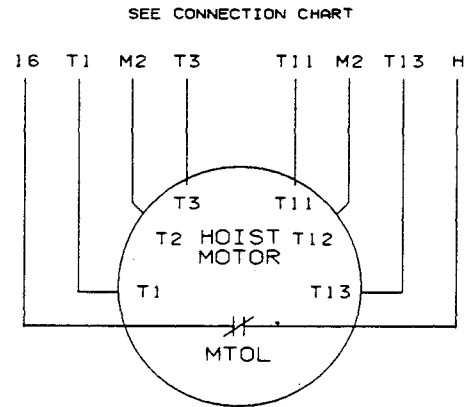 SEE CONNECTION CHART
16 T1 M2 T3 T11 M2 T13 H
T3 T11
T2 HOIST T12
MOTOR
T1 T13
MTOL